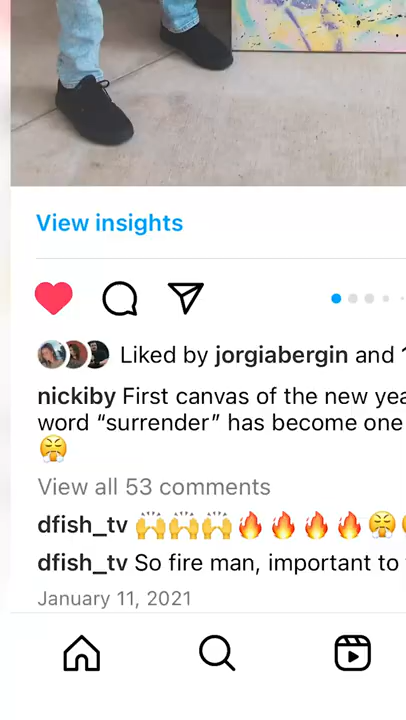 View insights
Liked by jorgiabergin and
nickiby First canvas of the new yea
word “surrender” has become one
😤
View all 53 comments
dfish_tv 🙌🙌🙌🔥🔥🔥🔥😤
dfish_tv So fire man, important to
January 11, 2021